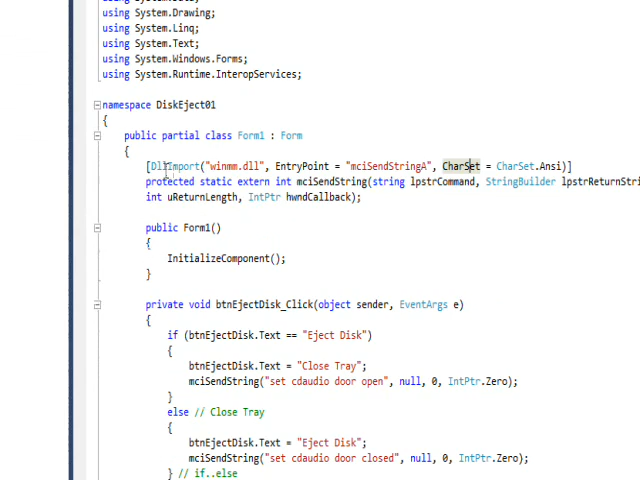 using System.Drawing;
using System.Linq;
using System.Text;
using System.Windows.Forms;
using System.Runtime.InteropServices;
namespace DiskEject01
{
public partial class Form1 : Form
{
[DllImport("winmm.dll", EntryPoint = "mciSendStringA", CharSet = CharSet.Ansi)]
protected static extern int mciSendString(string lpstrCommand, StringBuilder lpstrReturnStri
int uReturnLength, IntPtr hwndCallback);
public Form1()
{
InitializeComponent();
}
private void btnEjectDisk_Click(object sender, EventArgs e)
{
if (btnEjectDisk.Text == "Eject Disk")
{
btnEjectDisk.Text = "Close Tray";
mciSendString("set cdaudio door open", null, 0, IntPtr.Zero);
}
else // Close Tray
{
btnEjectDisk.Text = "Eject Disk";
mciSendString("set cdaudio door closed", null, 0, IntPtr.Zero);
} // if..else